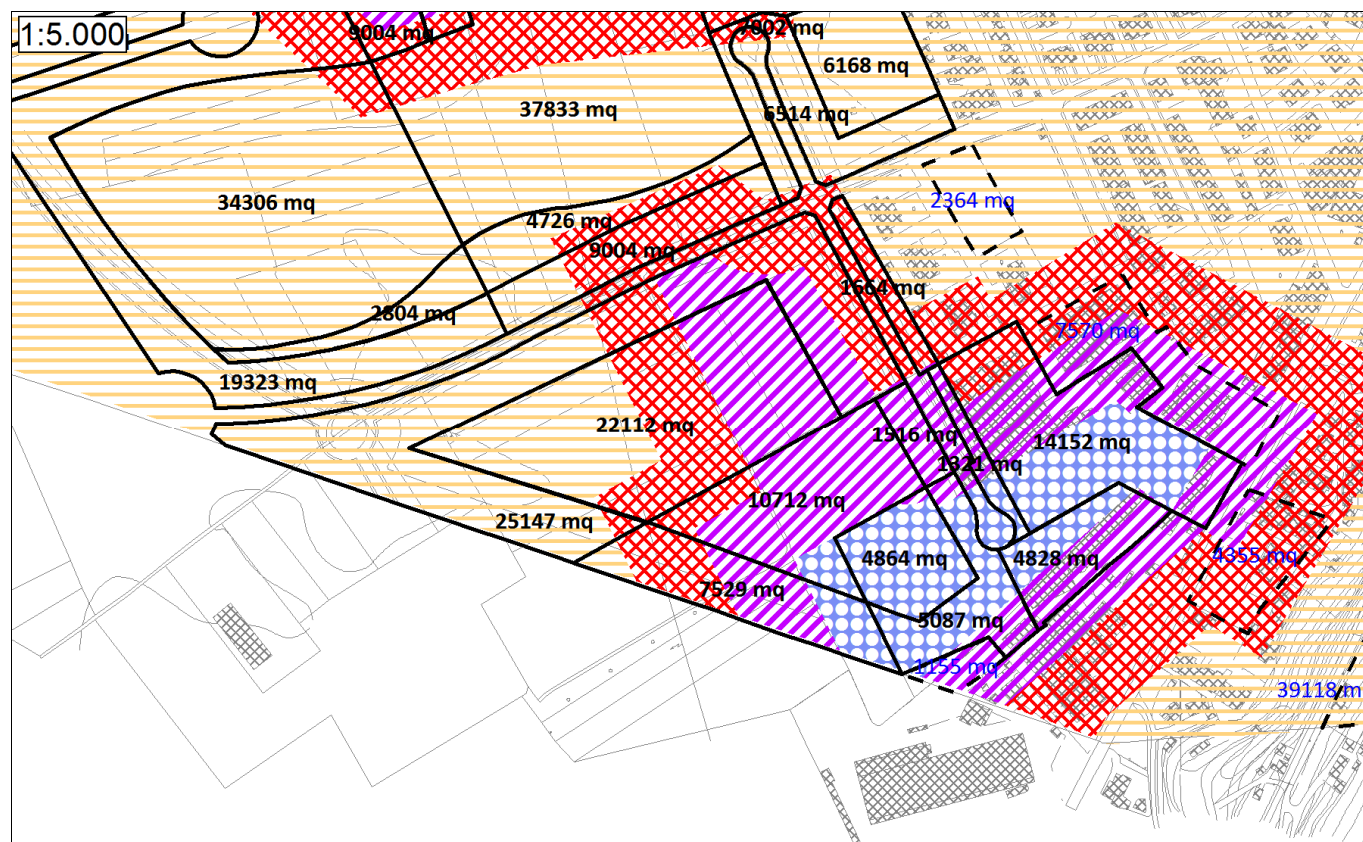 1:5.000
9004 mq
7002 mq
6168 mq
37833 mq
6514 mq
34306 mq
2364 mq
4726 mq
9004 mq
1664 mq
2804 mq
7570 mq
19323 mq
22112 mq
1516 mq
14152 mq
1321 mq
10712 mq
25147 mq
4864 mq
4828 mq
4355 mq
7529 mq
5087 mq
1155 mq
39118 m